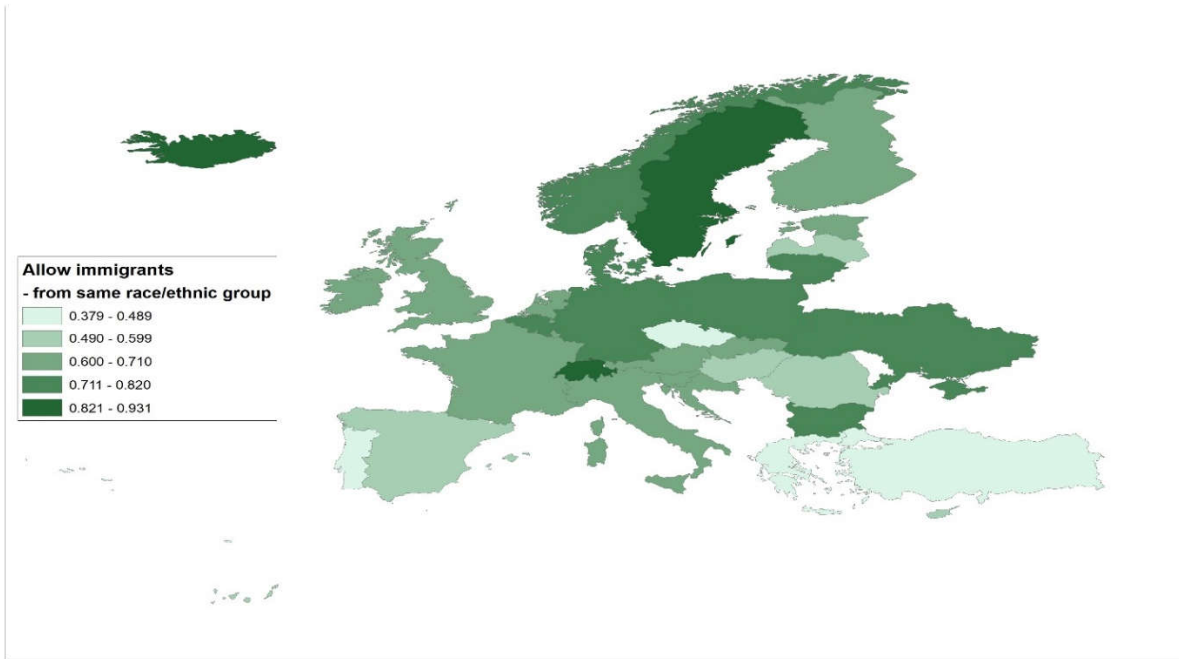 Allow immigrants
- from same race/ethnic group
0.379 - 0.489
0.490 - 0.599
0.600 - 0.710
0.711 - 0.820
0.821 - 0.931